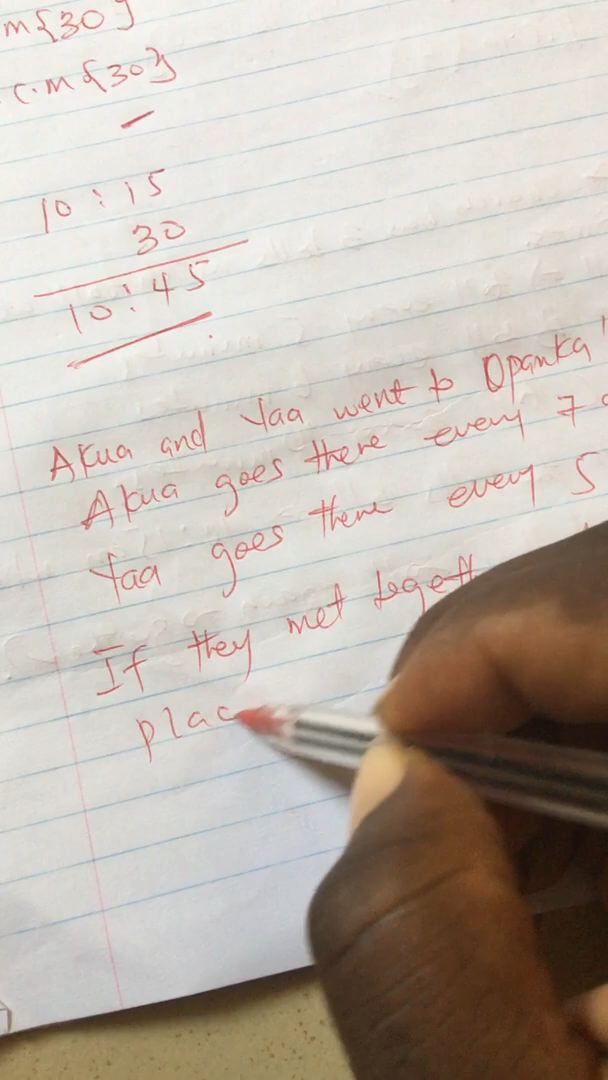 m{30}
c.m{30}
10:15
30
10:45
Akua and Yaa went to Opanka'
Akua goes there every 7
Yaa goes there every 5
If they met
plac